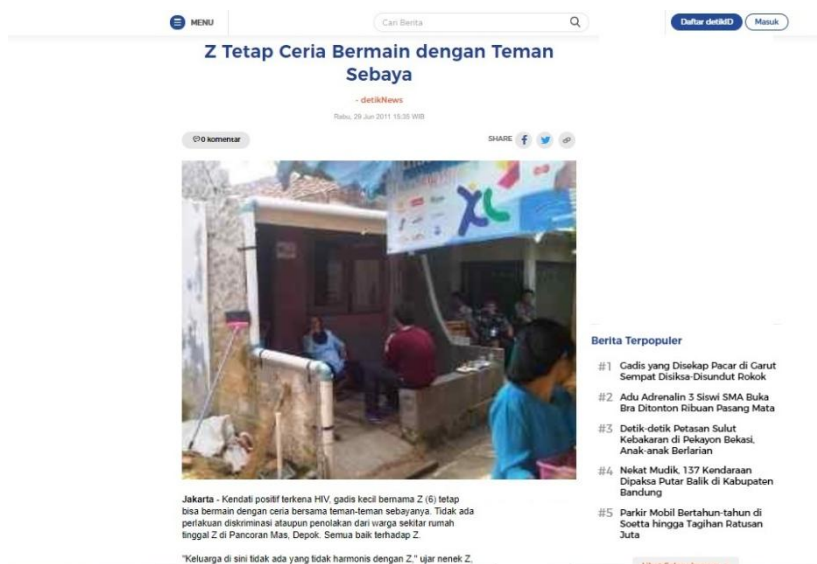 MENU
Cari Berita
Daftar detikID
Masuk
Z Tetap Ceria Bermain dengan Teman
Sebaya
- detikNews
Rabu, 29 Jun 2011 15:35 WIB
0 komentar
SHARE
XL
Jakarta - Kendati positif terkena HIV, gadis kecil bernama Z (6) tetap
bisa bermain dengan ceria bersama teman-teman sebayanya. Tidak ada
perlakuan diskriminasi ataupun penolakan dari warga sekitar rumah
tinggal Z di Pancoran Mas, Depok. Semua baik terhadap Z.
"Keluarga di sini tidak ada yang tidak harmonis dengan Z," ujar nenek Z,
Berita Terpopuler
#1 Gadis yang Disekap Pacar di Garut
Sempat Disiksa-Disundut Rokok
#2 Adu Adrenalin 3 Siswi SMA Buka
Bra Ditonton Ribuan Pasang Mata
#3 Detik-detik Petasan Sulut
Kebakaran di Pekayon Bekasi,
Anak-anak Berlarian
#4 Nekat Mudik, 137 Kendaraan
Dipaksa Putar Balik di Kabupaten
Bandung
#5 Parkir Mobil Bertahun-tahun di
Soetta hingga Tagihan Ratusan
Juta